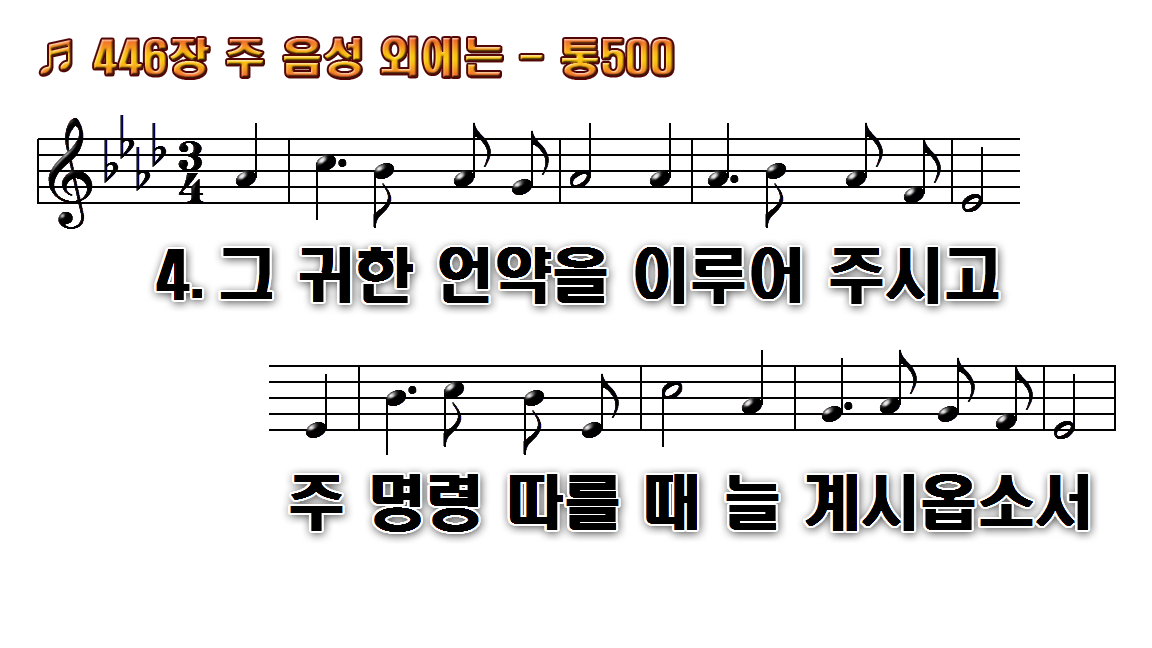 ♬ 446장 주 음성 외에는 - 통500
3
4
4. 그 귀한 언약을 이루어 주시고
주 명령 따를 때 늘 계시옵소서